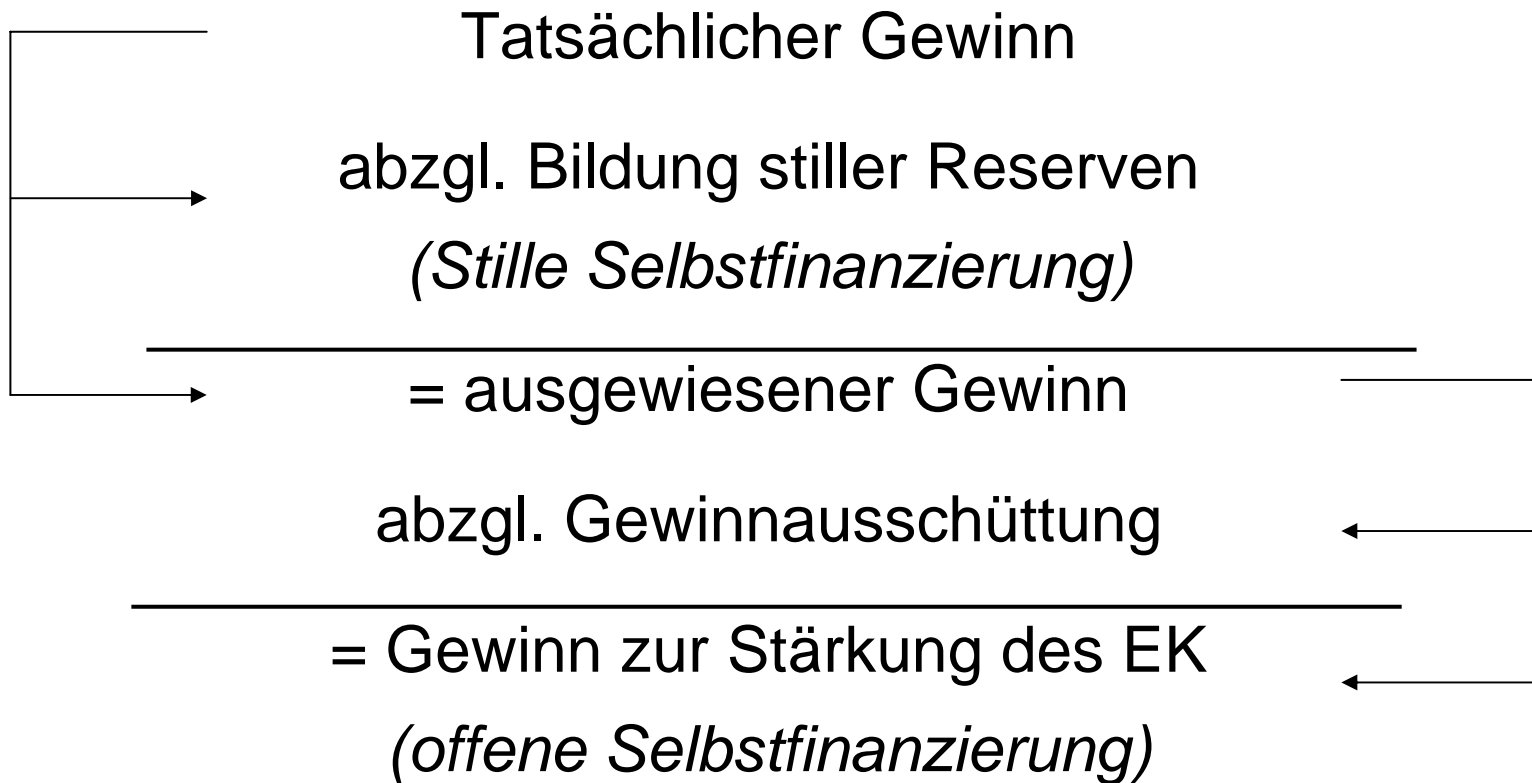 Tatsächlicher Gewinn
abzgl. Bildung stiller Reserven
(Stille Selbstfinanzierung)
= ausgewiesener Gewinn
abzgl. Gewinnausschüttung
= Gewinn zur Stärkung des EK
(offene Selbstfinanzierung)